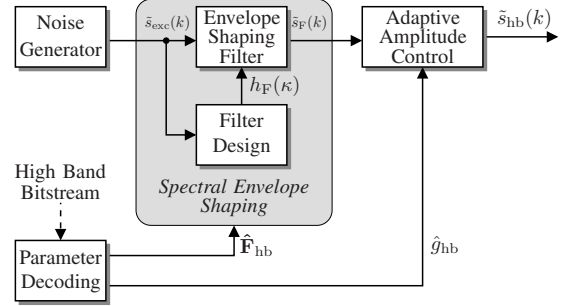 Noise
Generator
s̃exc(k)
Envelope
Shaping
Filter
s̃F(k)
Adaptive
Amplitude
Control
s̃hb(k)
hF(κ)
Filter
Design
Spectral Envelope
Shaping
High Band
Bitstream
Parameter
Decoding
F̂hb
ĝhb